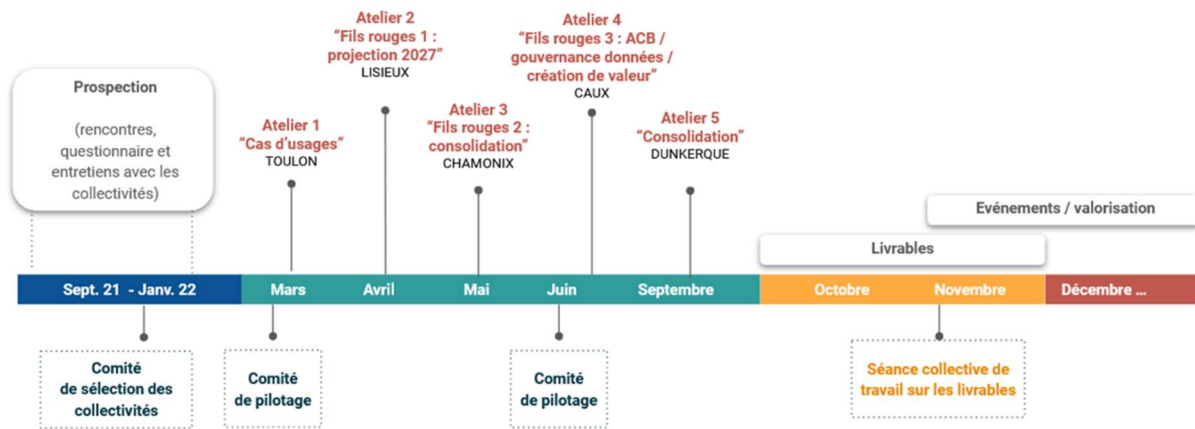 Prospection
(rencontres,
questionnaire et
entretiens avec les
collectivités)
Atelier 1
“Cas d’usages”
TOULON
Atelier 2
“Fils rouges 1 :
projection 2027”
LISIEUX
Atelier 3
“Fils rouges 2 :
consolidation”
CHAMONIX
Atelier 4
“Fils rouges 3 : ACB /
gouvernance données /
création de valeur”
CAUX
Atelier 5
“Consolidation”
DUNKERQUE
Evénements / valorisation
Livrables
Sept. 21 - Janv. 22
Mars
Avril
Mai
Juin
Septembre
Octobre
Novembre
Décembre ...
Comité
de sélection des
collectivités
Comité
de pilotage
Comité
de pilotage
Séance collective de
travail sur les livrables